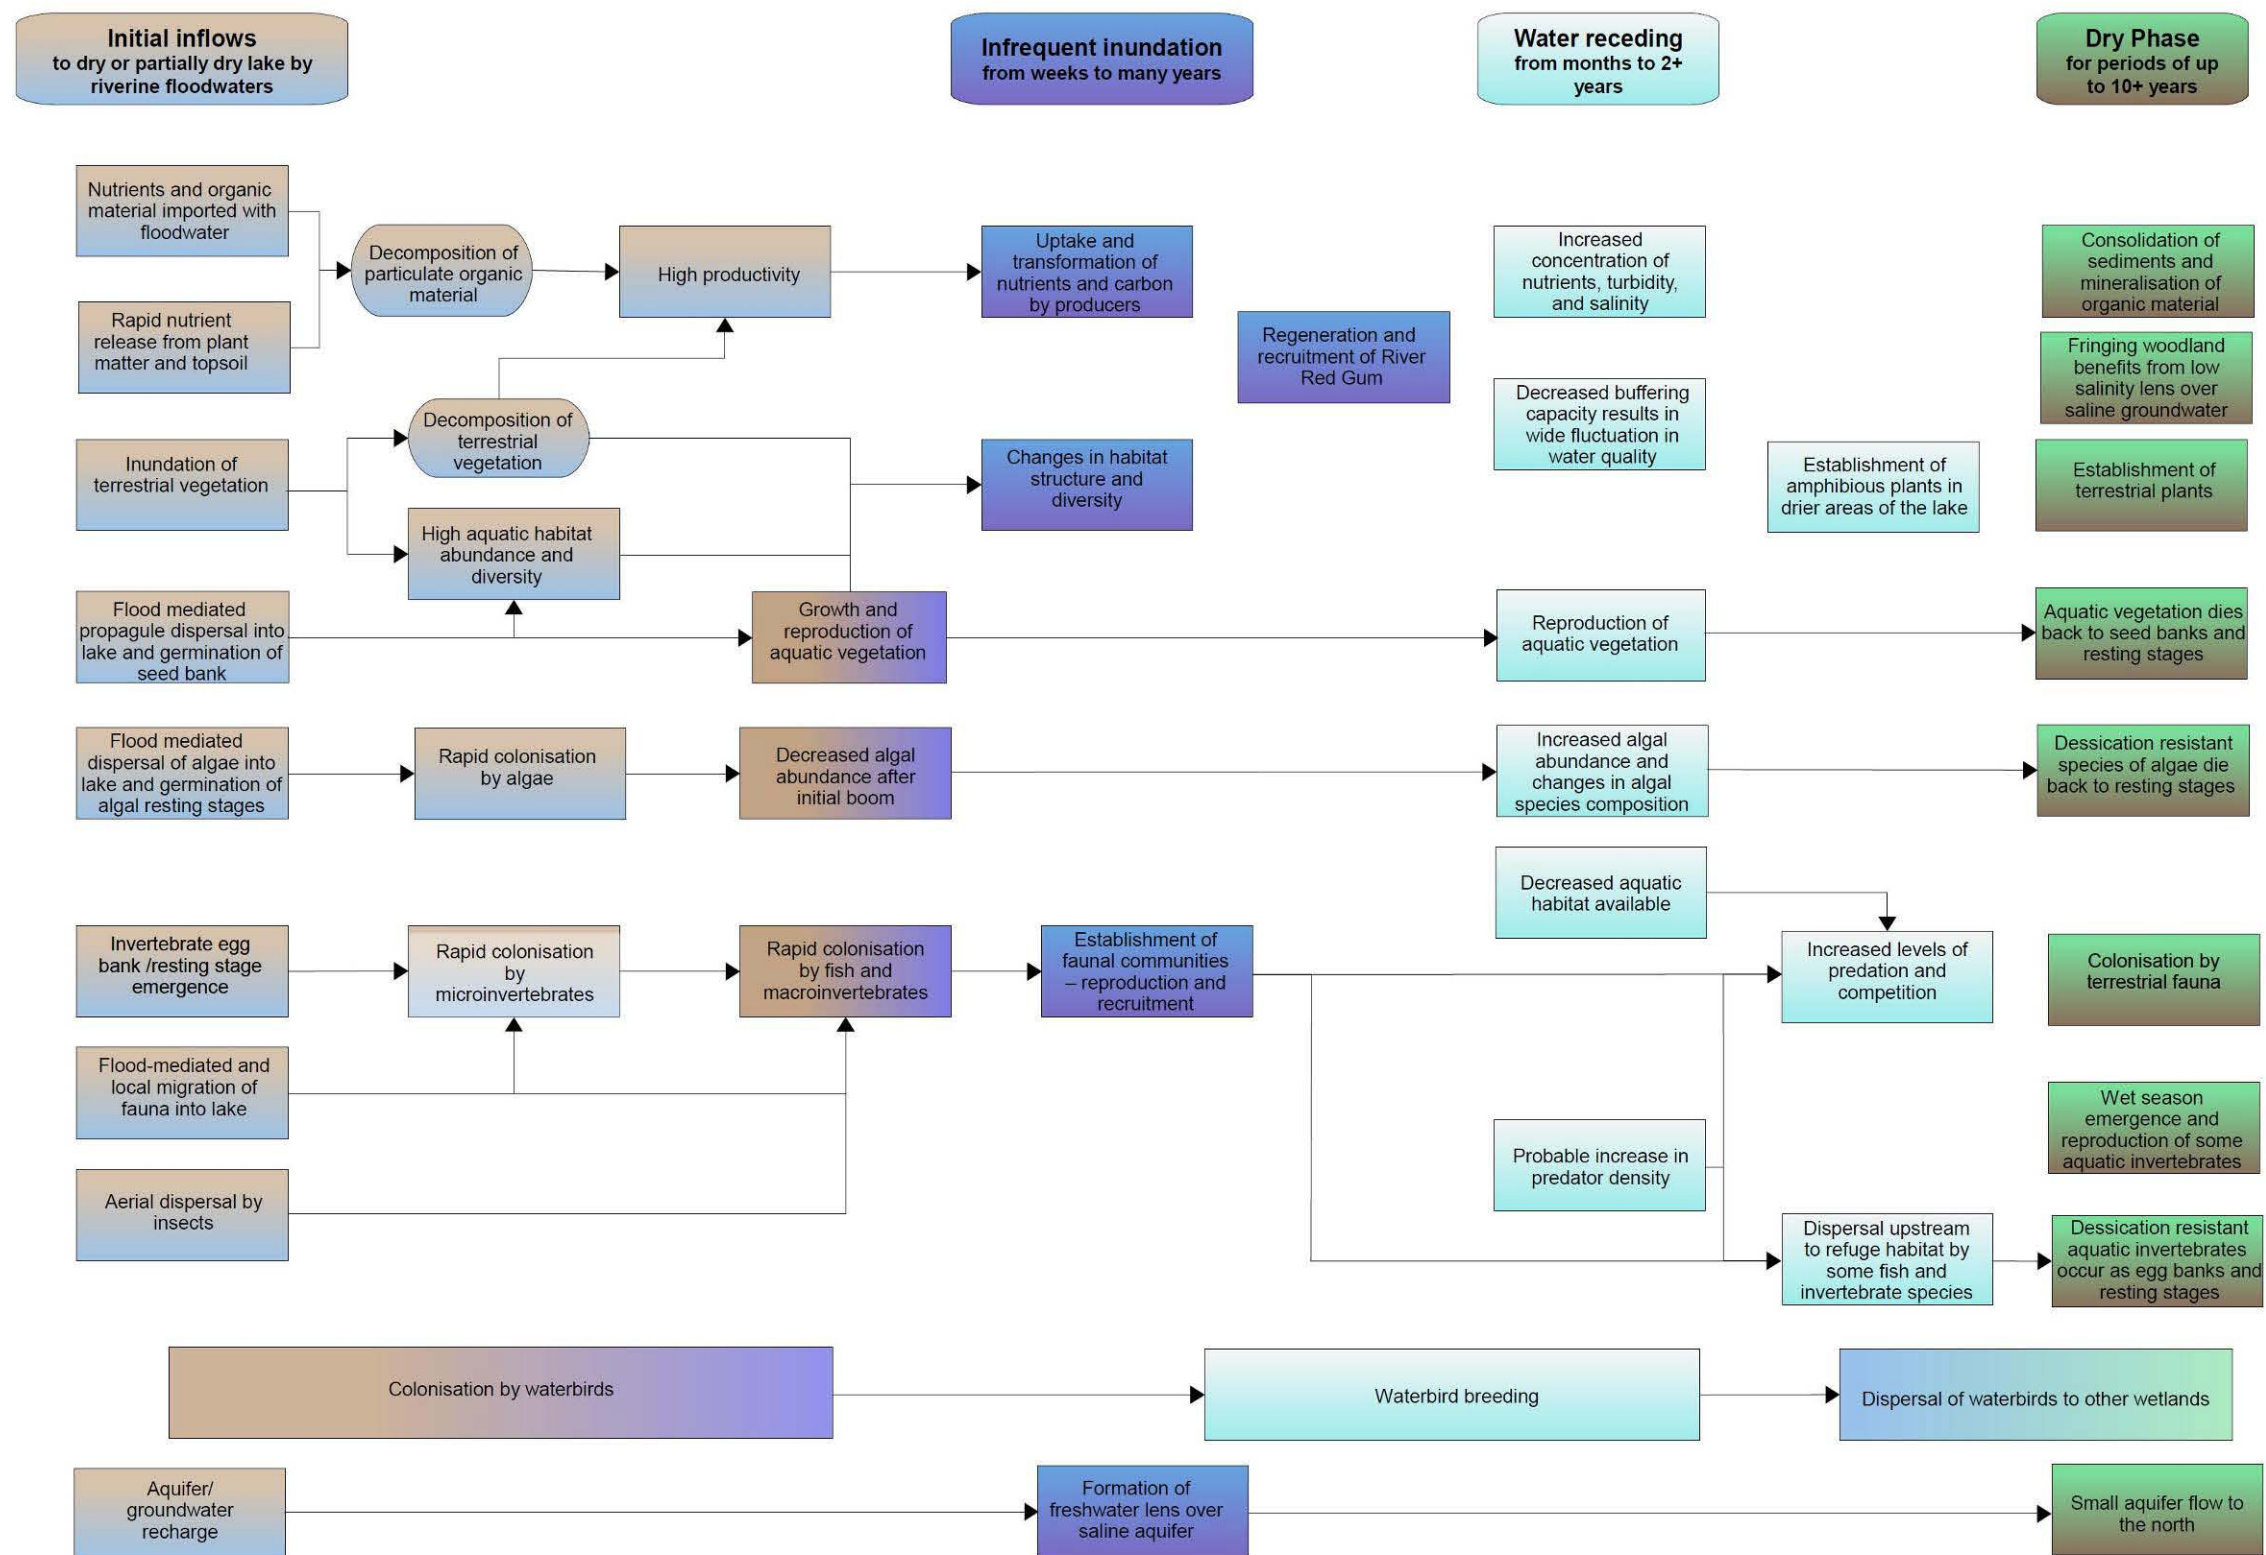 Initial inflows
to dry or partially dry lake by
riverine floodwaters
Infrequent inundation
from weeks to many years
Water receding
from months to 2+
years
Dry Phase
for periods of up
to 10+ years
Nutrients and organic
material imported with
floodwater
Rapid nutrient
release from plant
matter and topsoil
Decomposition of
particulate organic
material
High productivity
Uptake and
transformation of
nutrients and carbon
by producers
Regeneration and
recruitment of River
Red Gum
Increased
concentration of
nutrients, turbidity,
and salinity
Decreased buffering
capacity results in
wide fluctuation in
water quality
Consolidation of
sediments and
mineralisation of
organic material
Fringing woodland
benefits from low
salinity lens over
saline groundwater
Inundation of
terrestrial vegetation
Decomposition of
terrestrial
vegetation
High aquatic habitat
abundance and
diversity
Changes in habitat
structure and
diversity
Establishment of
amphibious plants in
drier areas of the lake
Establishment of
terrestrial plants
Flood mediated
propagule dispersal into
lake and germination of
seed bank
Growth and
reproduction of
aquatic vegetation
Reproduction of
aquatic vegetation
Aquatic vegetation dies
back to seed banks and
resting stages
Flood mediated
dispersal of algae into
lake and germination of
algal resting stages
Rapid colonisation
by algae
Decreased algal
abundance after
initial boom
Increased algal
abundance and
changes in algal
species composition
Dessication resistant
species of algae die
back to resting stages
Decreased aquatic
habitat available
Invertebrate egg
bank /resting stage
emergence
Rapid colonisation
by
microinvertebrates
Rapid colonisation
by fish and
macroinvertebrates
Establishment of
faunal communities
– reproduction and
recruitment
Increased levels of
predation and
competition
Colonisation by
terrestrial fauna
Flood-mediated and
local migration of
fauna into lake
Wet season
emergence and
reproduction of some
aquatic invertebrates
Probable increase in
predator density
Aerial dispersal by
insects
Dispersal upstream
to refuge habitat by
some fish and
invertebrate species
Dessication resistant
aquatic invertebrates
occur as egg banks and
resting stages
Colonisation by waterbirds
Waterbird breeding
Dispersal of waterbirds to other wetlands
Aquifer/
groundwater
recharge
Formation of
freshwater lens over
saline aquifer
Small aquifer flow to
the north